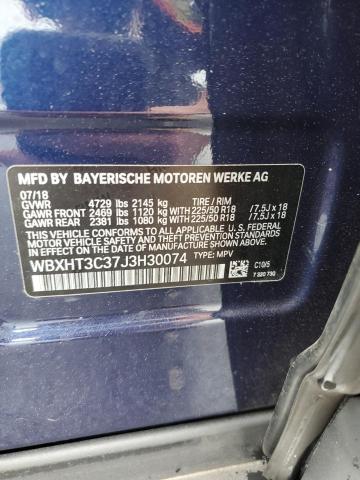 MFD BY BAYERISCHE MOTOREN WERKE AG
07/18
GVWR 4729 lbs 2145 kg TIRE / RIM
GAWR FRONT 2469 lbs 1120 kg WITH 225/50 R18 /7.5J x 18
GAWR REAR 2381 lbs 1080 kg WITH 225/50 R18 /7.5J x 18
THIS VEHICLE CONFORMS TO ALL APPLICABLE U.S. FEDERAL
MOTOR VEHICLE SAFETY AND THEFT PREVENTION STANDARDS
IN EFFECT ON THE DATE OF MANUFACTURE SHOWN ABOVE.
WBXHT3C37J3H30074 TYPE: MPV
C10/5
7 320 730